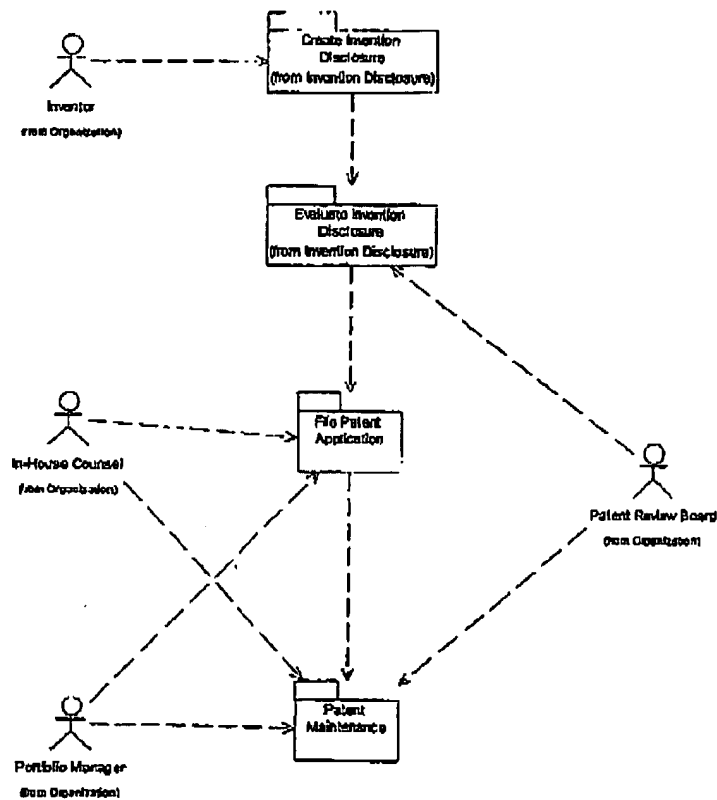 Create Invention
Disclosure
(from Invention Disclosure)
Inventor
(from Organization)
Evaluate Invention
Disclosure
(from Invention Disclosure)
File Patent
Application
In-House Counsel
(from Organization)
Patent Review Board
(from Organization)
Patent
Maintenance
Portfolio Manager
(from Organization)